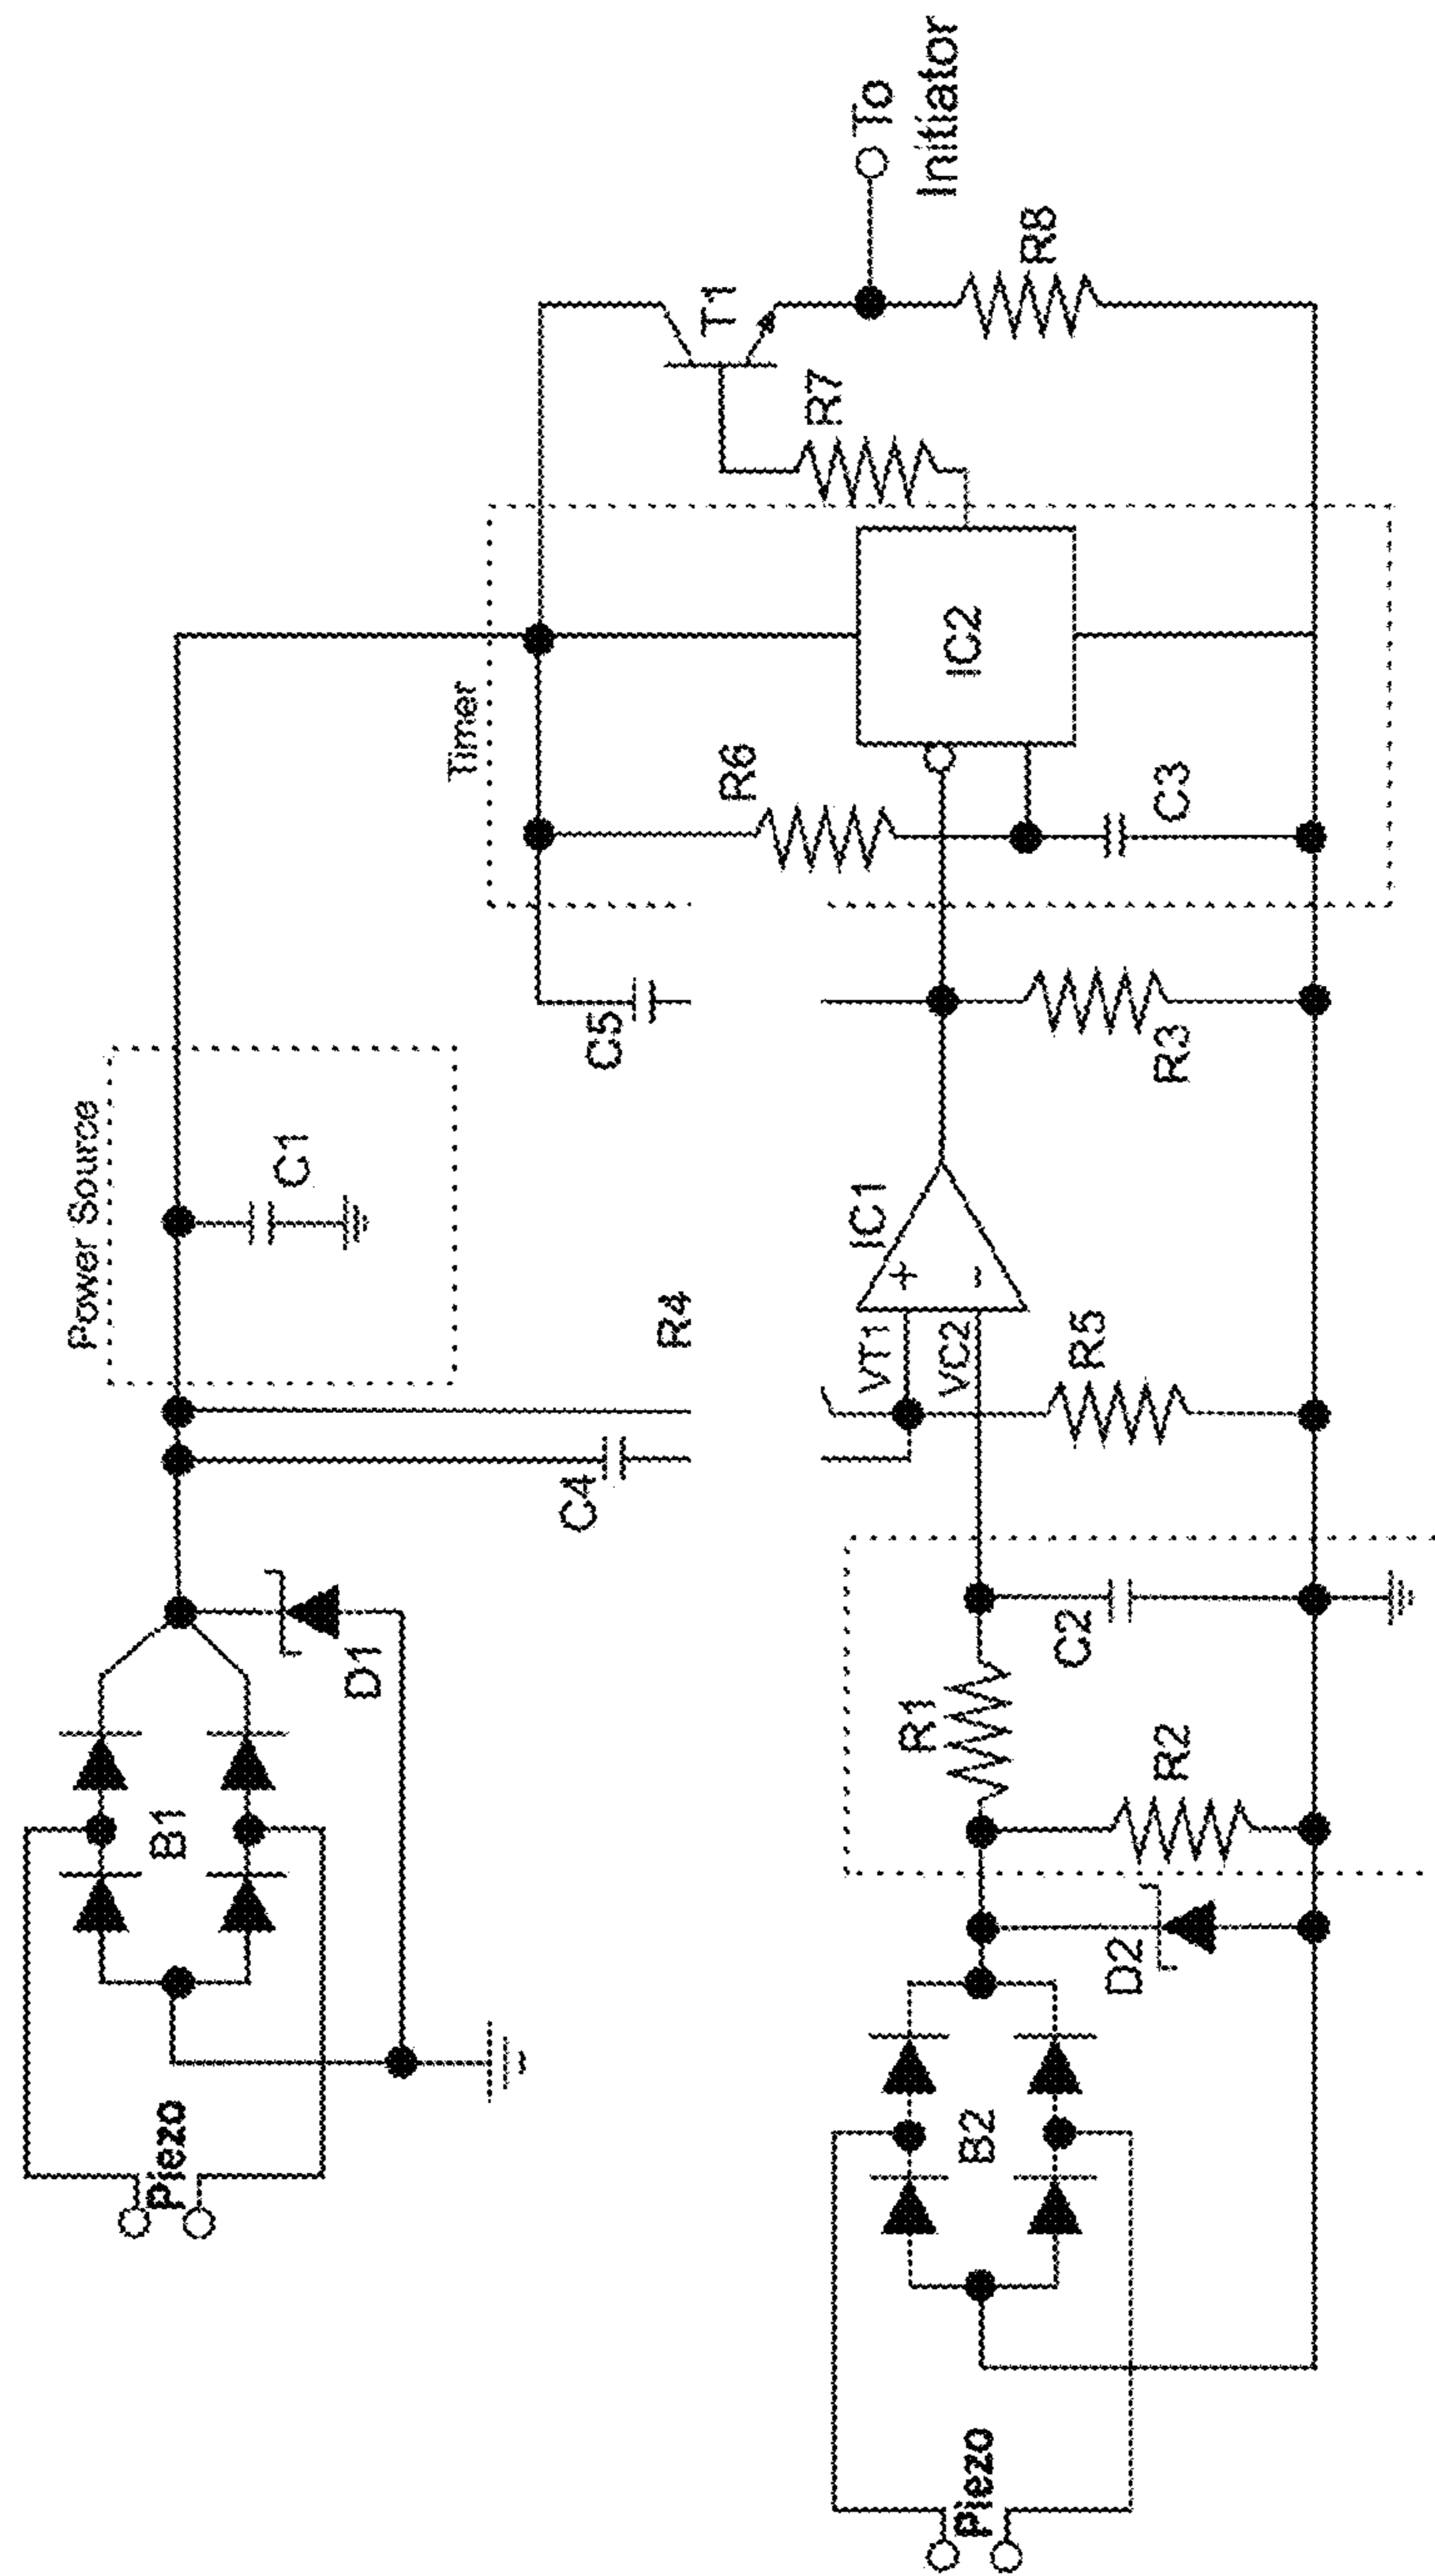 Piezo
B1
D1
Power Source
C1
C4
R4
C5
Timer
R6
IC2
C3
R7
T1
To
Initiator
R8
Piezo
B2
D2
R2
R1
C2
VT1
VC2
+
-
IC1
R5
R3